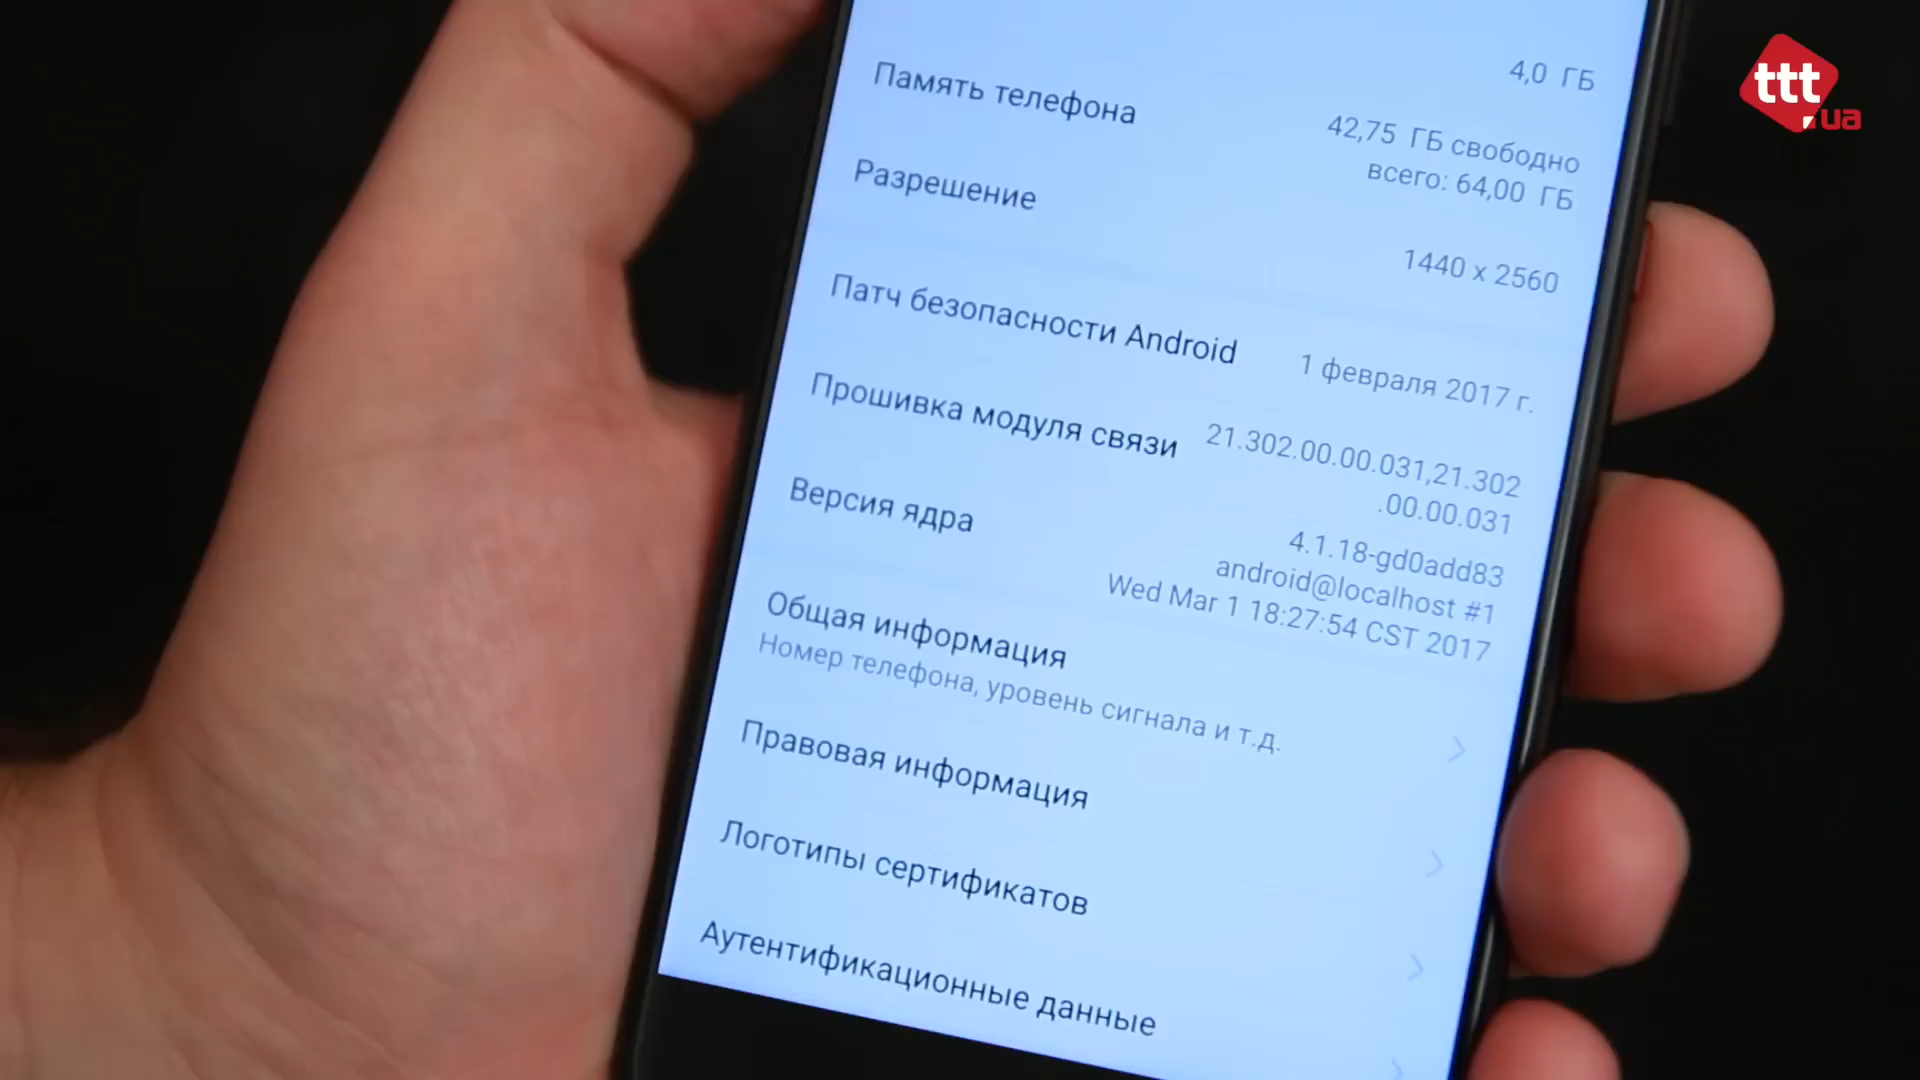 4,0 ГБ
Память телефона
42,75 ГБ свободно
всего: 64,00 ГБ
Разрешение
1440 x 2560
Патч безопасности Android
1 февраля 2017 г.
Прошивка модуля связи
21.302.00.00.031,21.302
.00.00.031
Версия ядра
4.1.18-gd0add83
android@localhost #1
Wed Mar 1 18:27:54 CST 2017
Общая информация
Номер телефона, уровень сигнала и т.д.
Правовая информация
Логотипы сертификатов
Аутентификационные данные
ttt
.ua